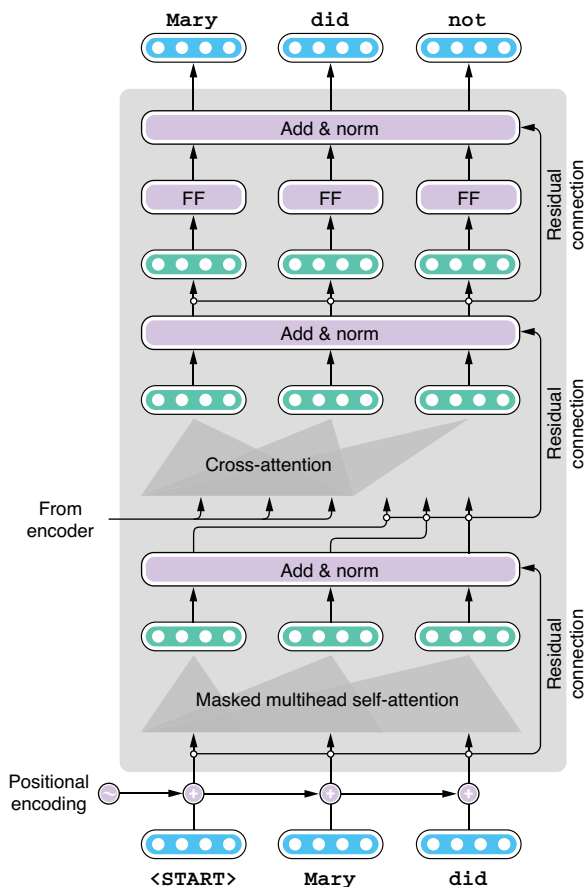 Mary did not
Add & norm
FF FF FF
Residual
connection
Add & norm
Residual
connection
Cross-attention
From
encoder
Add & norm
Residual
connection
Masked multihead self-attention
Positional
encoding
~ + + +
<START> Mary did